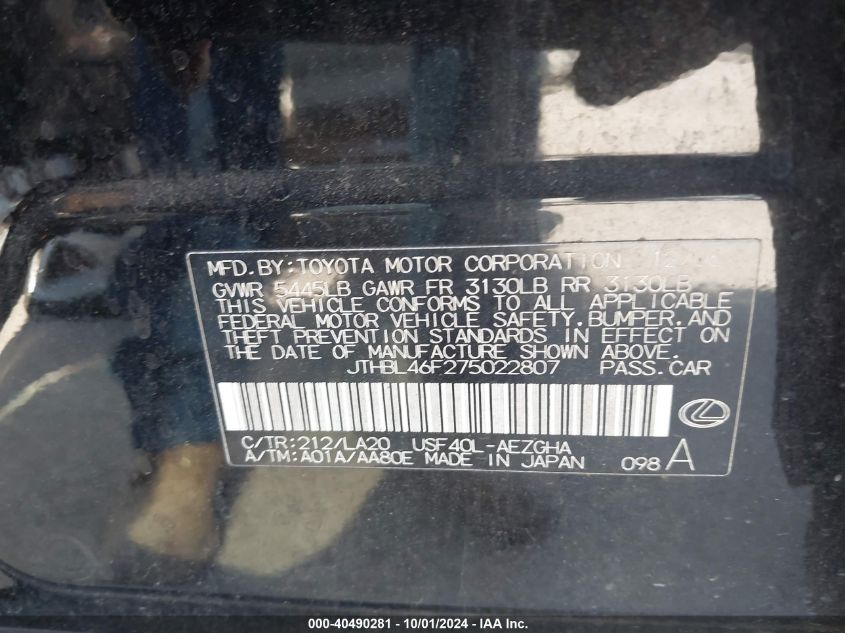 MFD.BY:TOYOTA MOTOR CORPORATION
GVWR 5445LB GAWR FR 3130LB RR 3130LB
THIS VEHICLE CONFORMS TO ALL APPLICABLE
FEDERAL MOTOR VEHICLE SAFETY,BUMPER,AND
THEFT PREVENTION STANDARDS IN EFFECT ON
THE DATE OF MANUFACTURE SHOWN ABOVE.
JTHBL46F275022807 PASS.CAR
C/TR:212/LA20 USF40L-AEZGHA
A/TM:A01A/AA80E MADE IN JAPAN 098 A
000-40490281 - 10/01/2024 - IAA Inc.